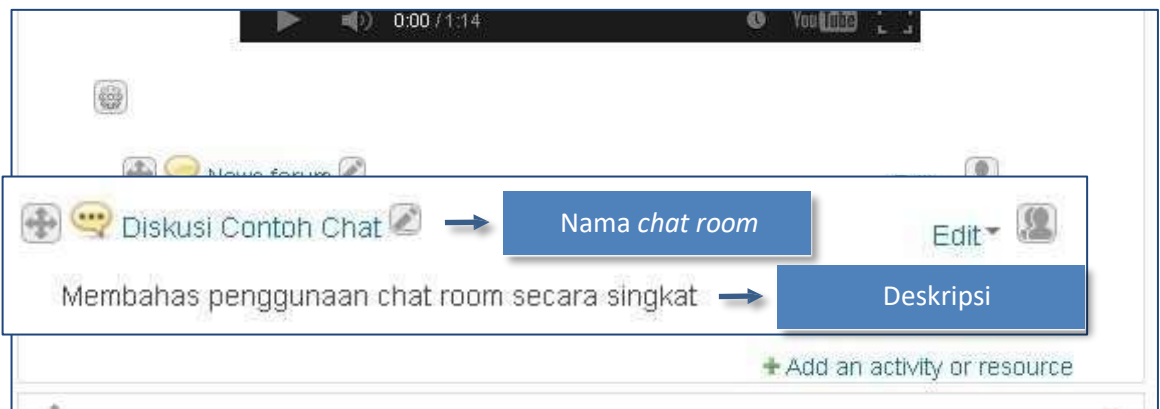 0:00 / 1:14
YouTube
News forum
Diskusi Contoh Chat
Nama chat room
Edit
Membahas penggunaan chat room secara singkat
Deskripsi
Add an activity or resource